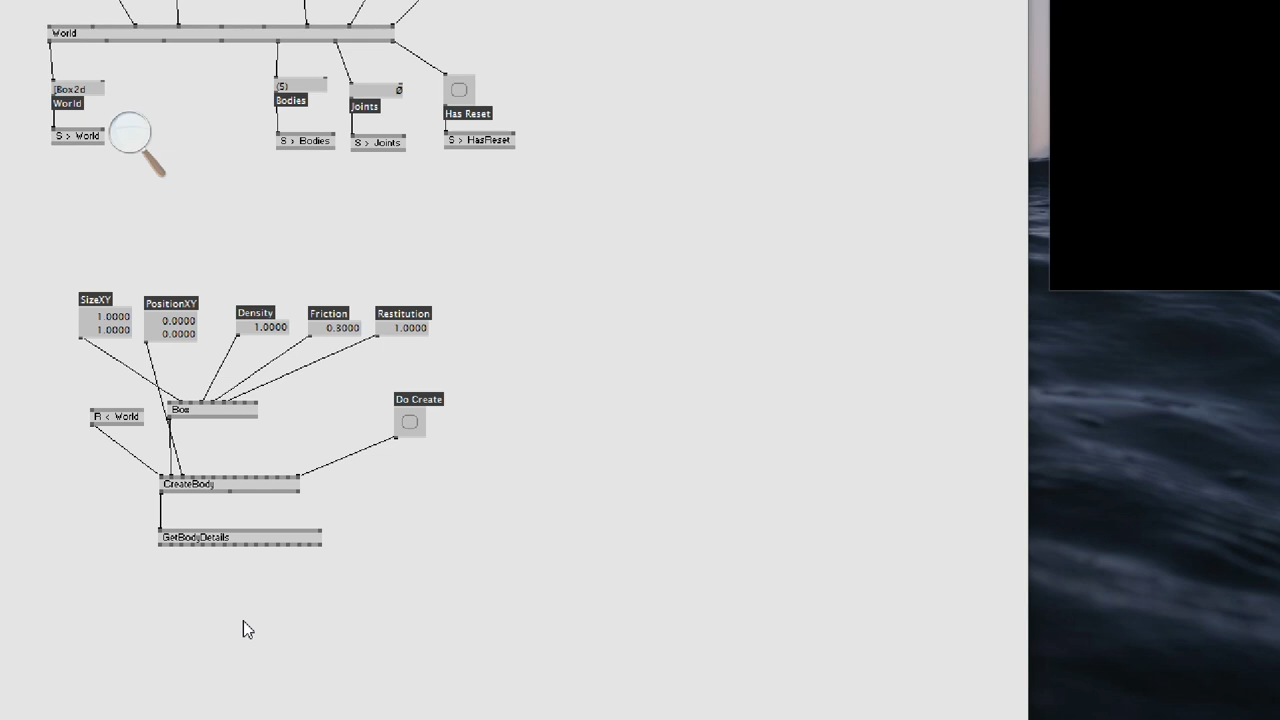 World
[Box2d
World
S > World
(5)
Bodies
S > Bodies
Ø
Joints
S > Joints
Has Reset
S > HasReset
SizeXY
1.0000
1.0000
PositionXY
0.0000
0.0000
Density
1.0000
Friction
0.3000
Restitution
1.0000
R < World
Box
Do Create
CreateBody
GetBodyDetails